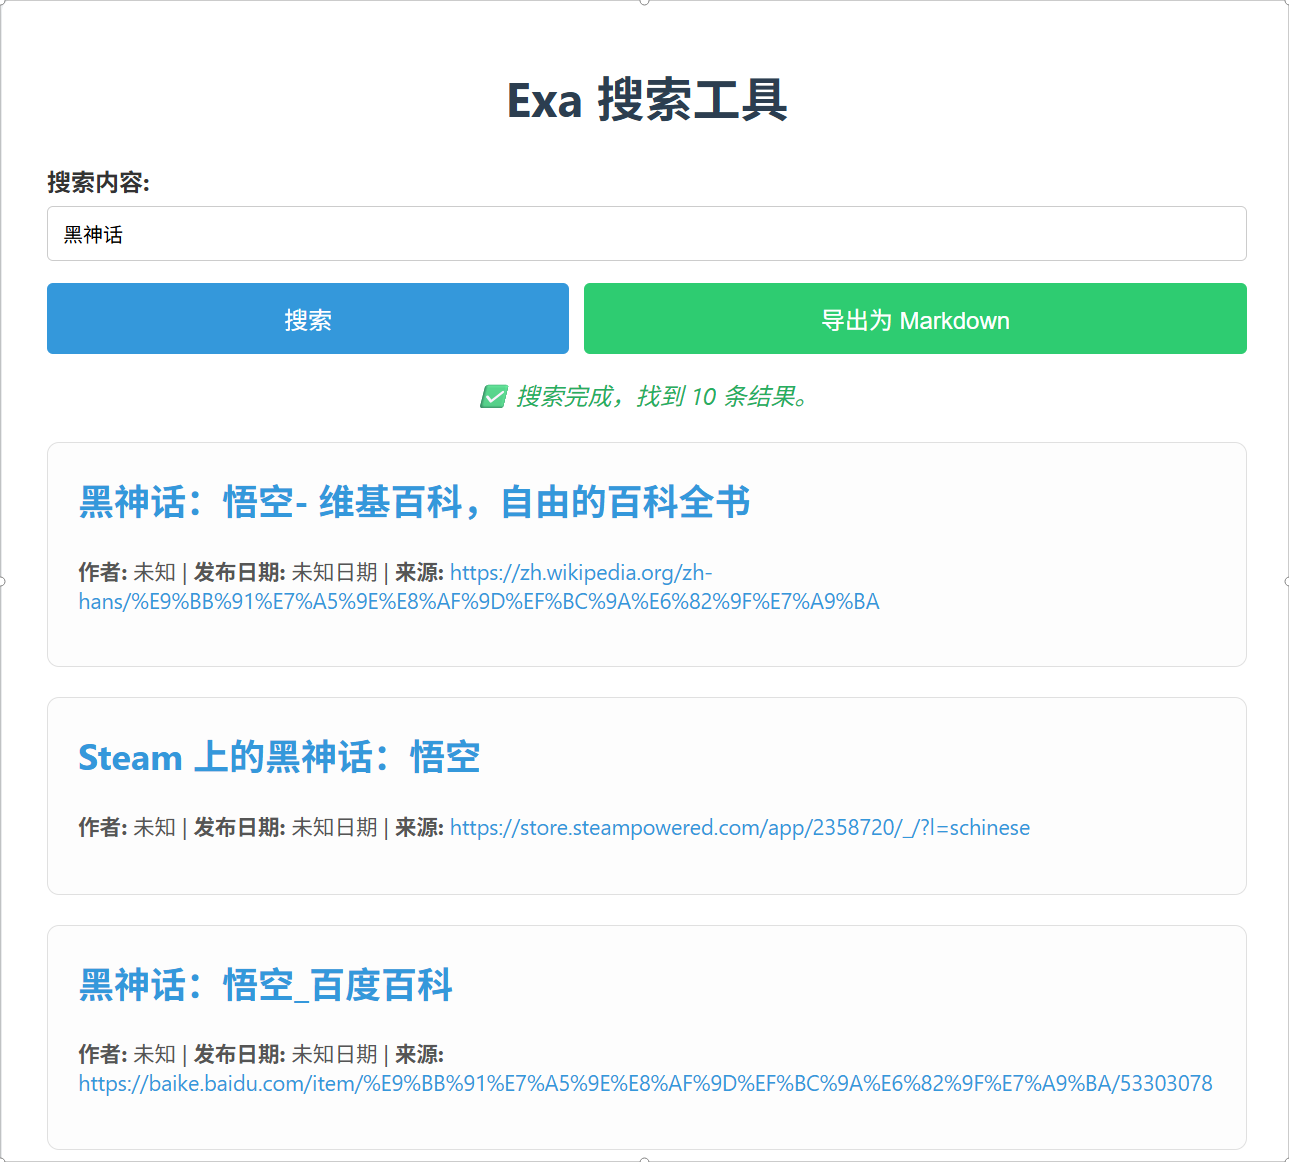 Exa 搜索工具
搜索内容:
黑神话
搜索
导出为 Markdown
✅ 搜索完成，找到 10 条结果。
黑神话：悟空- 维基百科，自由的百科全书
作者: 未知 | 发布日期: 未知日期 | 来源: https://zh.wikipedia.org/zh-
hans/%E9%BB%91%E7%A5%9E%E8%AF%9D%EF%BC%9A%E6%82%9F%E7%A9%BA
Steam 上的黑神话：悟空
作者: 未知 | 发布日期: 未知日期 | 来源: https://store.steampowered.com/app/2358720/_/?l=schinese
黑神话：悟空_百度百科
作者: 未知 | 发布日期: 未知日期 | 来源:
https://baike.baidu.com/item/%E9%BB%91%E7%A5%9E%E8%AF%9D%EF%BC%9A%E6%82%9F%E7%A9%BA/53303078